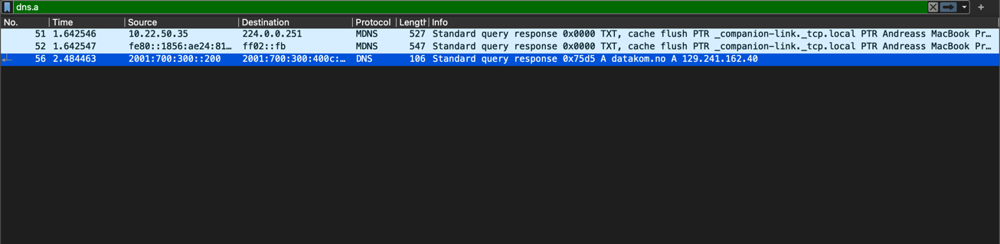 dns.a
No. Time Source Destination Protocol Length Info
51 1.642546 10.22.50.35 224.0.0.251 MDNS 527 Standard query response 0x0000 TXT, cache flush PTR _companion-link._tcp.local PTR Andreass MacBook Pr…
52 1.642547 fe80::1856:ae24:81… ff02::fb MDNS 547 Standard query response 0x0000 TXT, cache flush PTR _companion-link._tcp.local PTR Andreass MacBook Pr…
56 2.484463 2001:700:300::200 2001:700:300:400c:… DNS 106 Standard query response 0x75d5 A datakom.no A 129.241.162.40